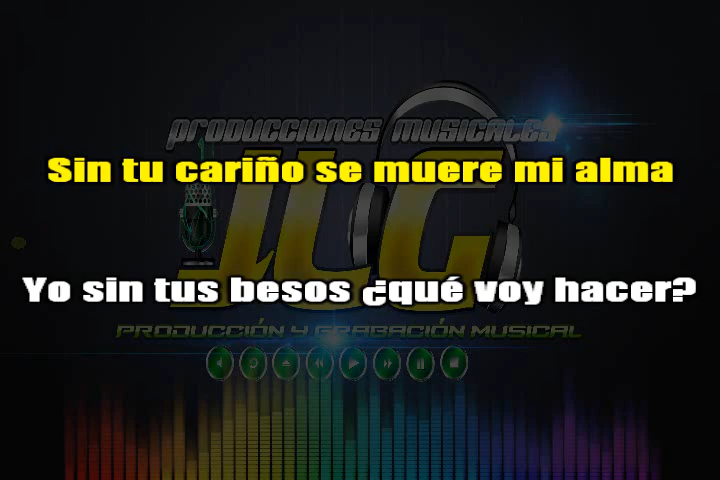 PRODUCCIONES MUSICALES
Sin tu cariño se muere mi alma
JLG
Yo sin tus besos ¿qué voy hacer?
PRODUCCIÓN Y GRABACIÓN MUSICAL